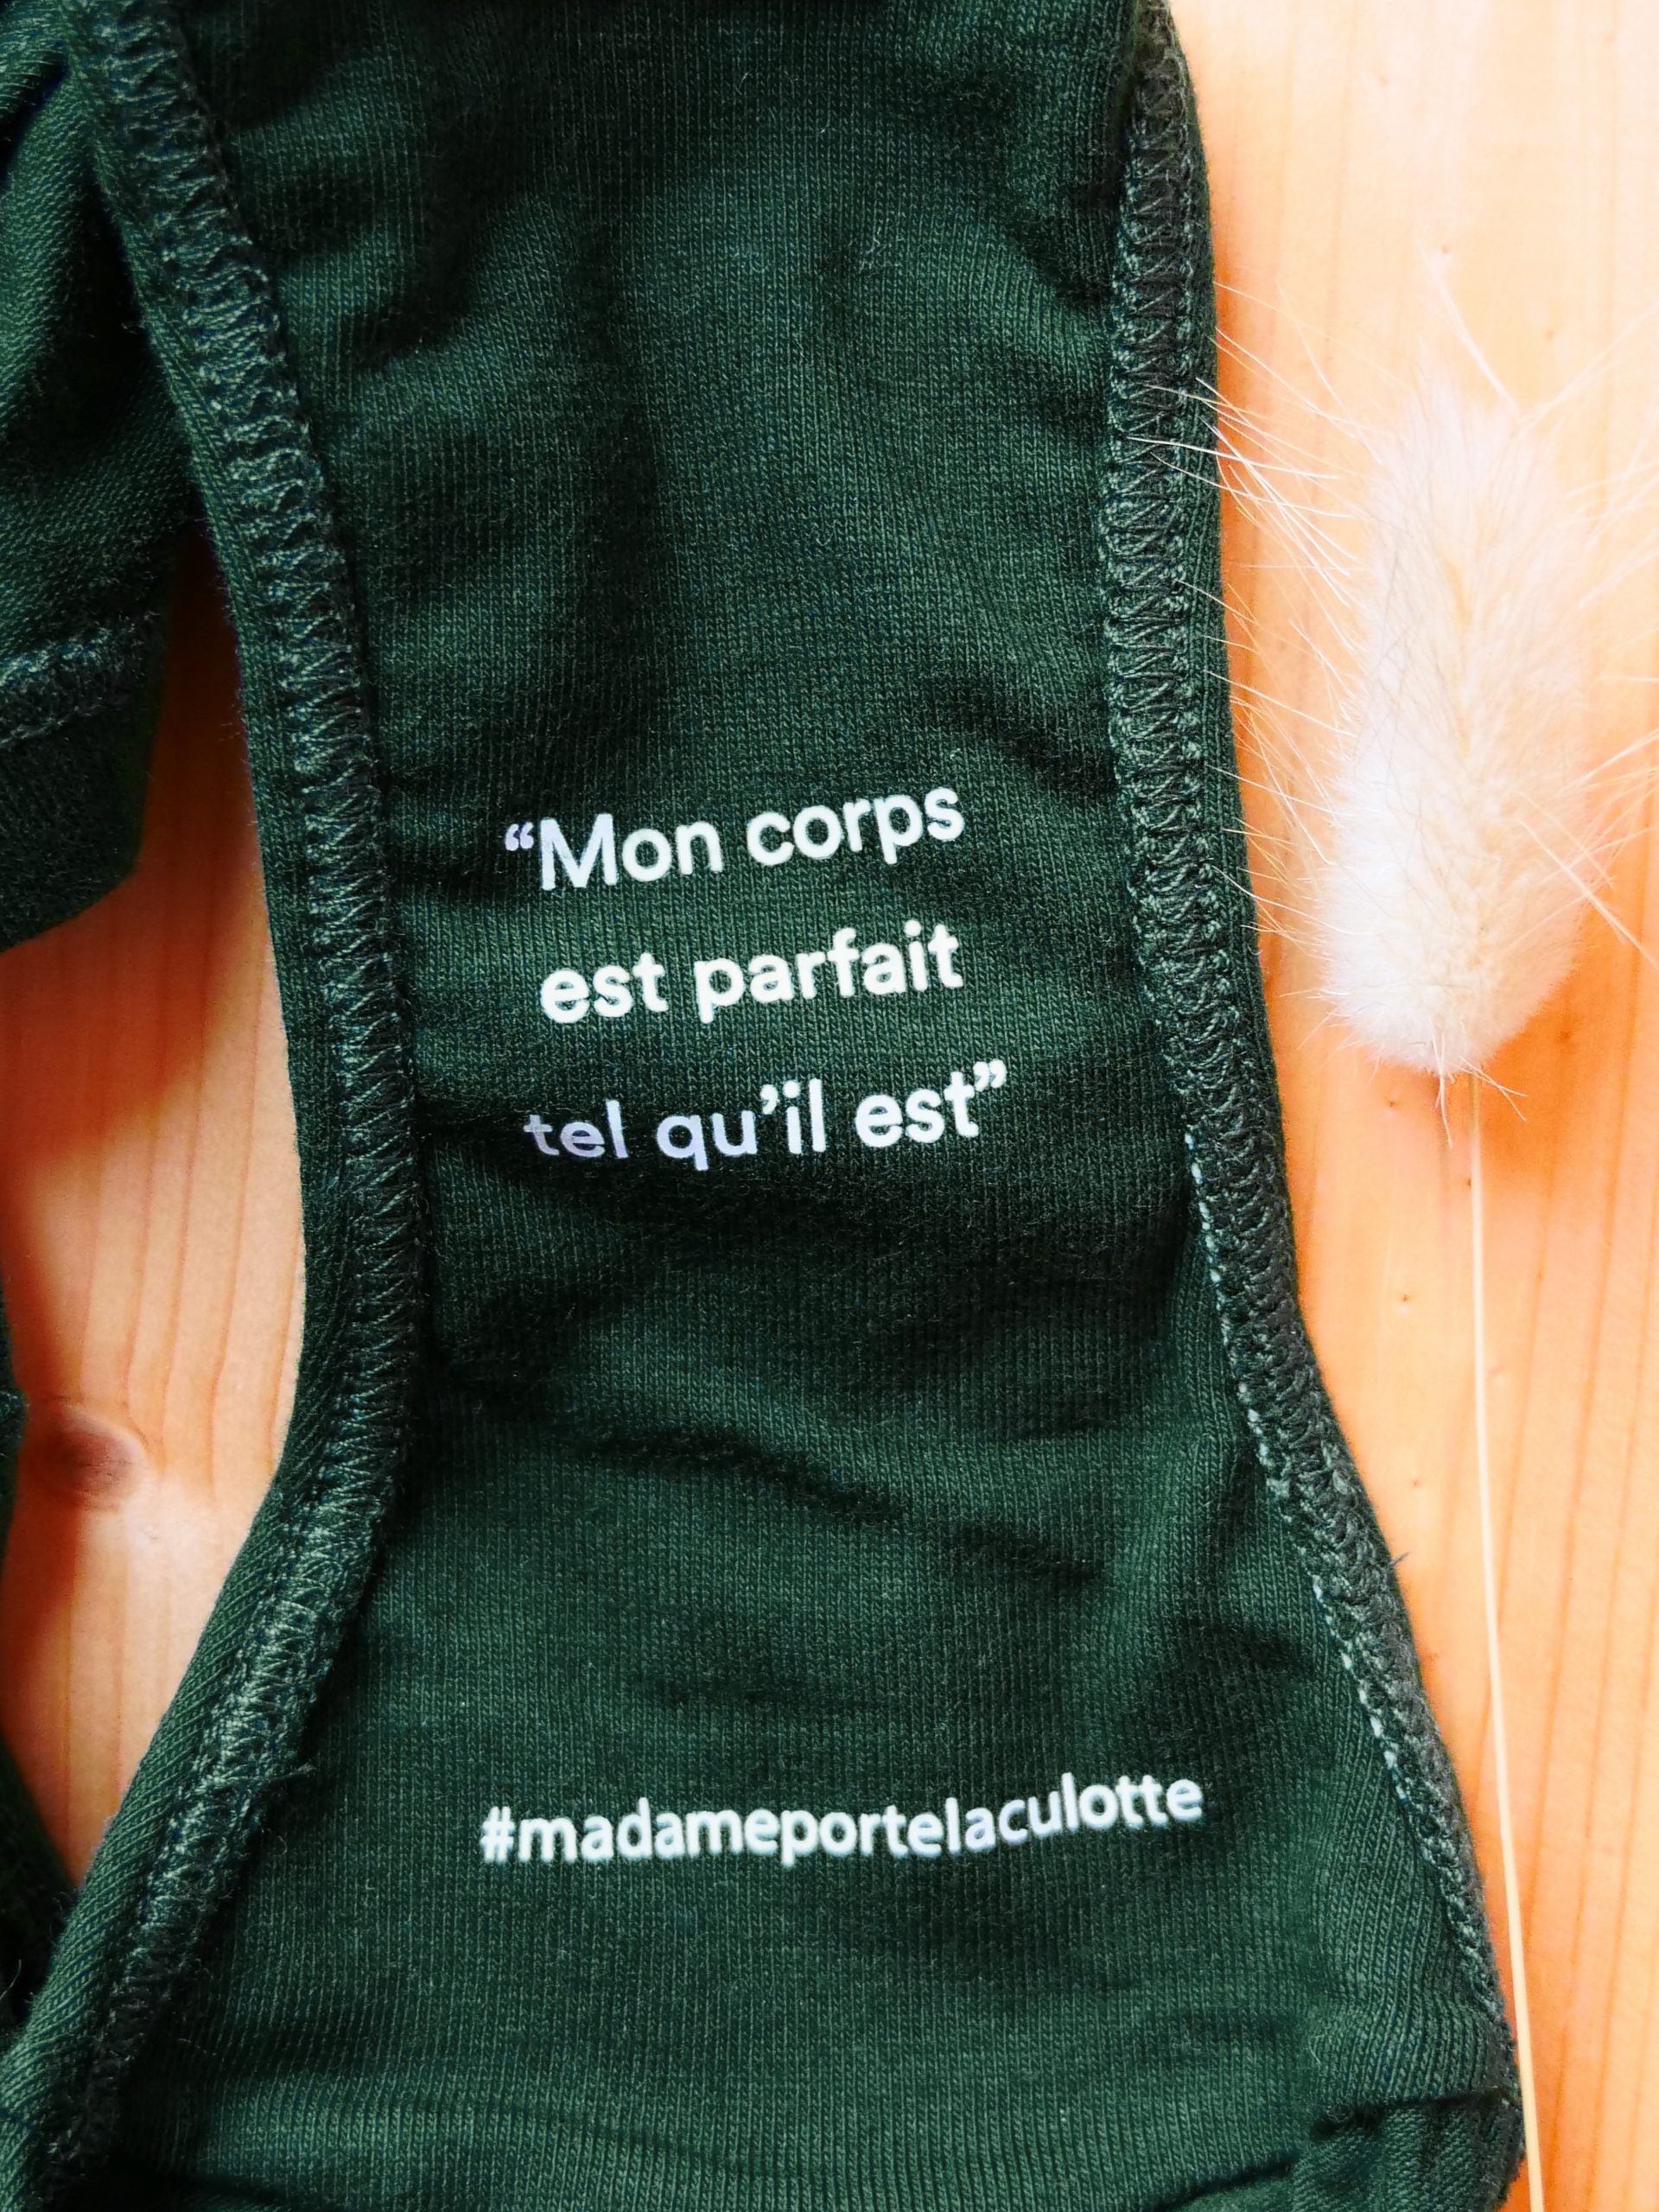 “Mon corps
est parfait
tel qu’il est”
#madameportelaculotte